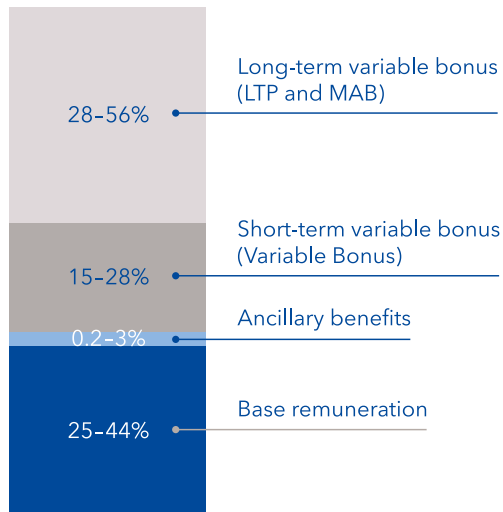 Long-term variable bonus
(LTP and MAB)
28–56%
Short-term variable bonus
(Variable Bonus)
15–28%
Ancillary benefits
0.2–3%
Base remuneration
25–44%